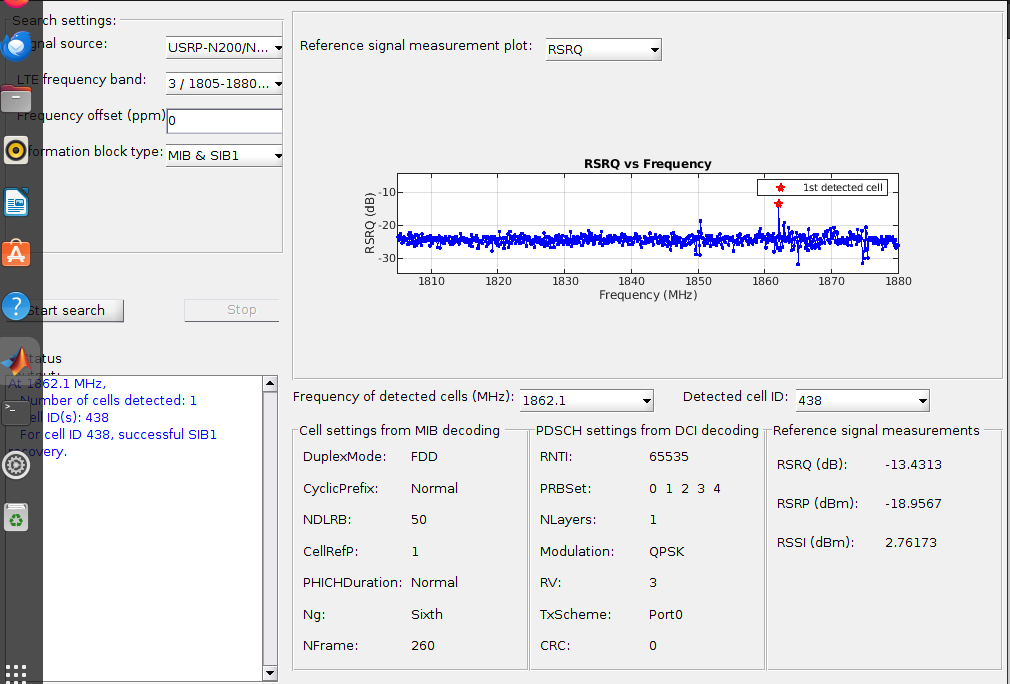 Search settings:
gnal source:
USRP-N200/N...
LTE frequency band:
3 / 1805-1880...
Frequency offset (ppm)
0
formation block type:
MIB & SIB1
Start search
Stop
Status
output:
At 1862.1 MHz,
Number of cells detected: 1
Cell ID(s): 438
For cell ID 438, successful SIB1
recovery.
Reference signal measurement plot:
RSRQ
RSRQ vs Frequency
1st detected cell
RSRQ (dB)
-10
-20
-30
1810 1820 1830 1840 1850 1860 1870 1880
Frequency (MHz)
Frequency of detected cells (MHz):
1862.1
Detected cell ID:
438
Cell settings from MIB decoding
DuplexMode: FDD
CyclicPrefix: Normal
NDLRB: 50
CellRefP: 1
PHICHDuration: Normal
Ng: Sixth
NFrame: 260
PDSCH settings from DCI decoding
RNTI: 65535
PRBSet: 0 1 2 3 4
NLayers: 1
Modulation: QPSK
RV: 3
TxScheme: Port0
CRC: 0
Reference signal measurements
RSRQ (dB): -13.4313
RSRP (dBm): -18.9567
RSSI (dBm): 2.76173